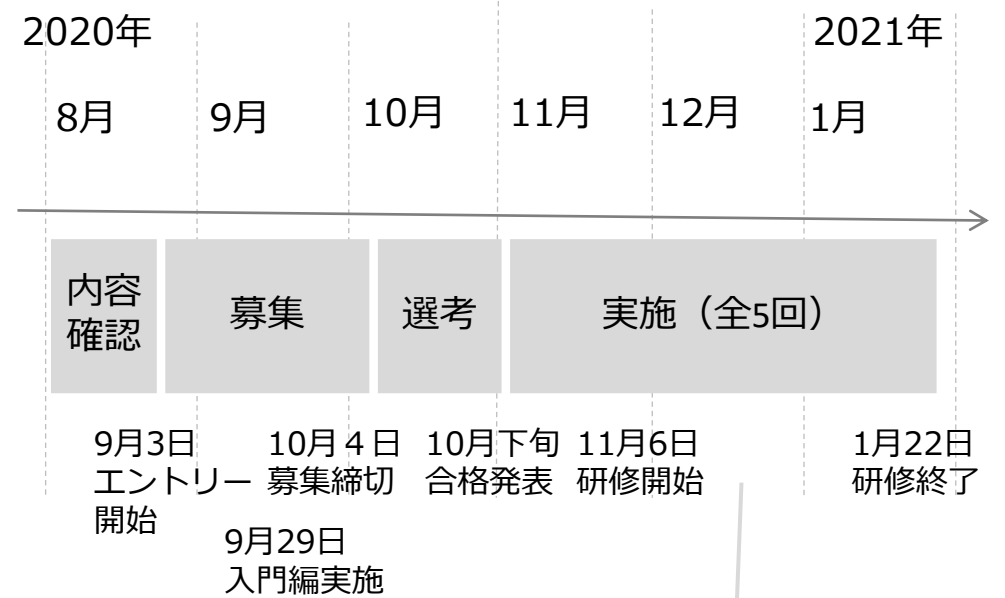 2020年
2021年
8月
9月
10月
11月
12月
1月
内容
確認
募集
選考
実施（全5回）
9月3日
エントリー
開始
10月４日
募集締切
10月下旬
合格発表
11月6日
研修開始
1月22日
研修終了
9月29日
入門編実施